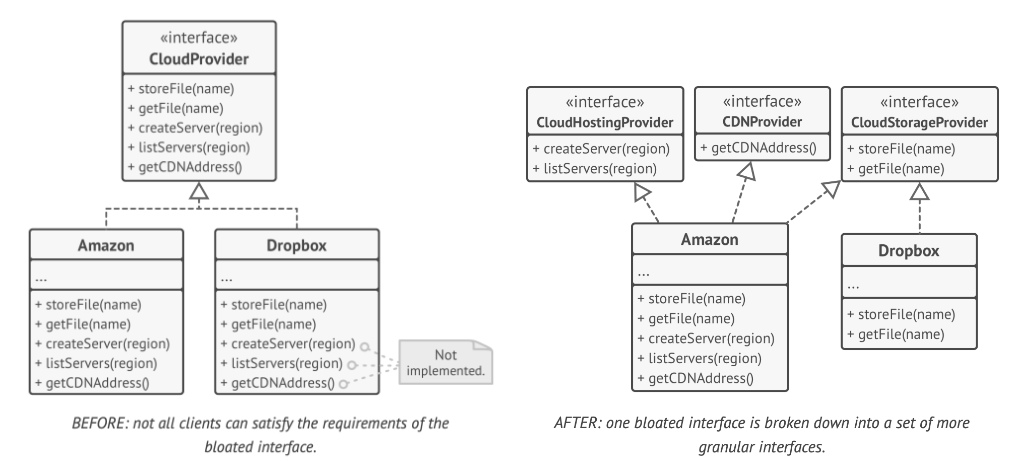 «interface»
CloudProvider
+ storeFile(name)
+ getFile(name)
+ createServer(region)
+ listServers(region)
+ getCDNAddress()
Amazon
...
+ storeFile(name)
+ getFile(name)
+ createServer(region)
+ listServers(region)
+ getCDNAddress()
Dropbox
...
+ storeFile(name)
+ getFile(name)
+ createServer(region)
+ listServers(region)
+ getCDNAddress()
Not
implemented.
BEFORE: not all clients can satisfy the requirements of the
bloated interface.
«interface»
CloudHostingProvider
+ createServer(region)
+ listServers(region)
«interface»
CDNProvider
+ getCDNAddress()
«interface»
CloudStorageProvider
+ storeFile(name)
+ getFile(name)
Amazon
...
+ storeFile(name)
+ getFile(name)
+ createServer(region)
+ listServers(region)
+ getCDNAddress()
Dropbox
...
+ storeFile(name)
+ getFile(name)
AFTER: one bloated interface is broken down into a set of more
granular interfaces.